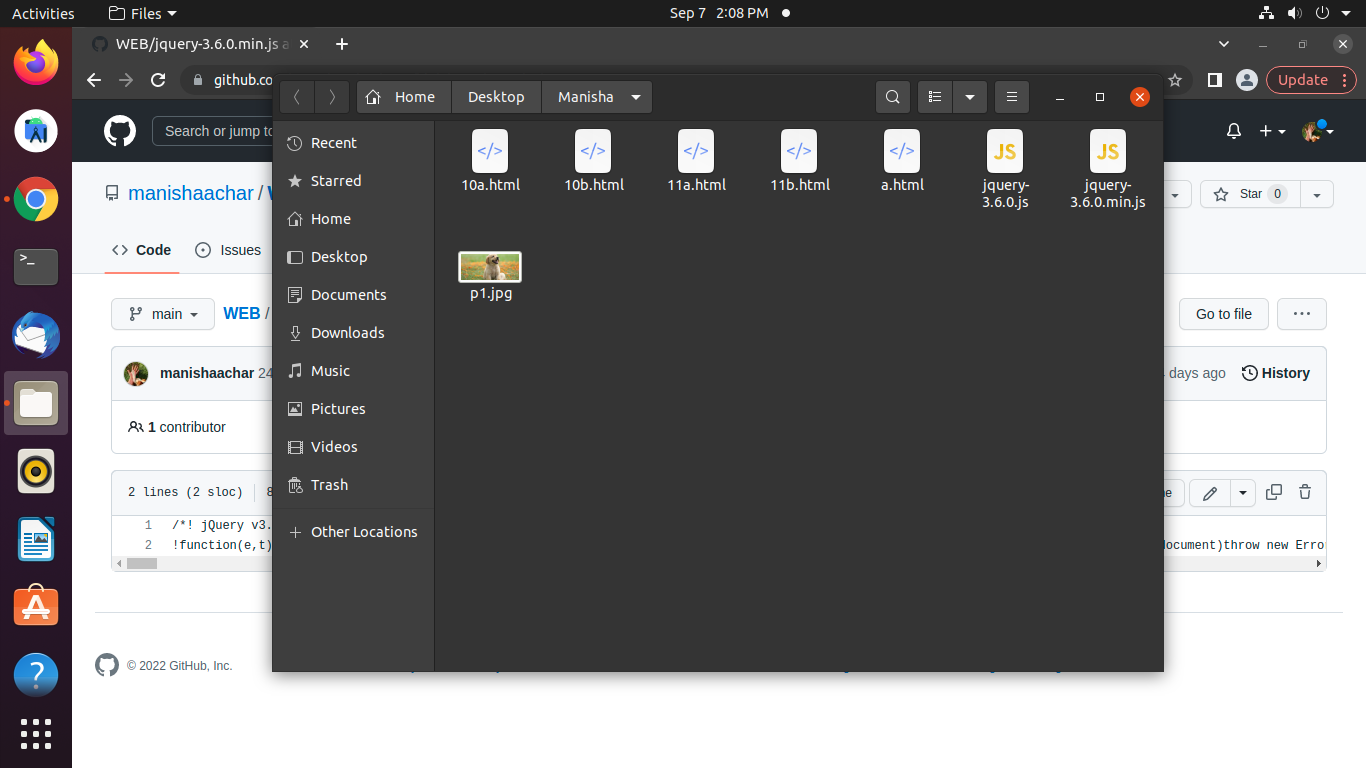 Activities
Files
Sep 7 2:08 PM
WEB/jquery-3.6.0.min.js a
github.co
Update
Home
Desktop
Manisha
Search or jump to
manishaachar /
Star 0
Code
Issues
main
WEB /
Go to file
manishaachar 24
days ago
History
1 contributor
2 lines (2 sloc)
8
1 /*! jQuery v3.
2 !function(e,t)
document)throw new Error
© 2022 GitHub, Inc.
Recent
Starred
Home
Desktop
Documents
Downloads
Music
Pictures
Videos
Trash
Other Locations
10a.html
10b.html
11a.html
11b.html
a.html
JS
jquery-
3.6.0.js
JS
jquery-
3.6.0.min.js
p1.jpg